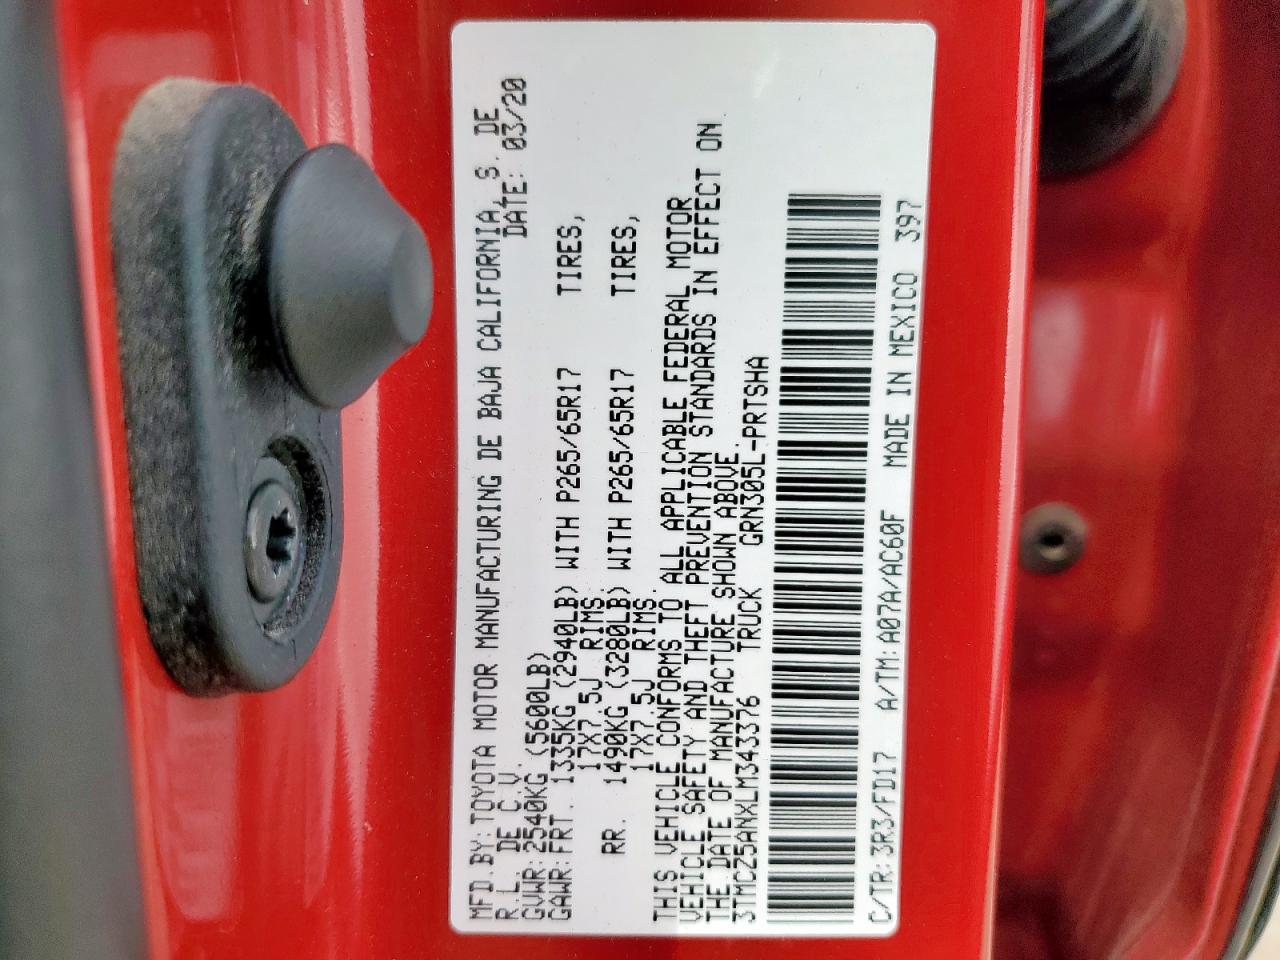 MFD.BY:TOYOTA MOTOR MANUFACTURING DE BAJA CALIFORNIA, S. DE
R.L. DE C.V. DATE: 03/20
GVWR:2540KG (5600LB)
GAWR:FRT. 1335KG (2940LB) WITH P265/65R17 TIRES,
17X7.5J RIMS.
RR. 1490KG (3280LB) WITH P265/65R17 TIRES,
17X7.5J RIMS.
THIS VEHICLE CONFORMS TO ALL APPLICABLE FEDERAL MOTOR
VEHICLE SAFETY AND THEFT PREVENTION STANDARDS IN EFFECT ON
THE DATE OF MANUFACTURE SHOWN ABOVE.
3TMCZ5ANXLM343376 TRUCK GRN305L-PRTSHA
C/TR:3R3/FD17 A/TM:A07A/AC60F MADE IN MEXICO 397